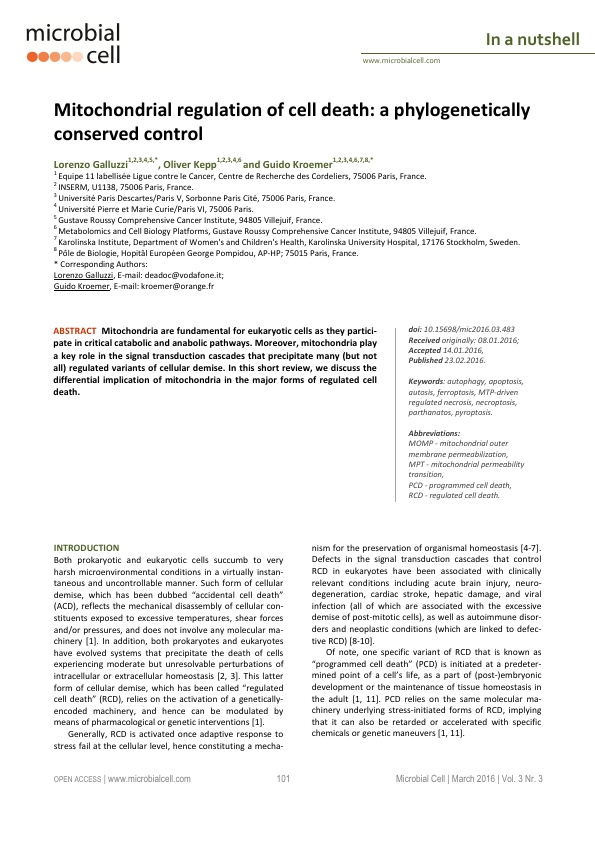 microbial
cell
In a nutshell
www.microbialcell.com
Mitochondrial regulation of cell death: a phylogenetically
conserved control
Lorenzo Galluzzi1,2,3,4,5,*, Oliver Kepp1,2,3,4,6 and Guido Kroemer1,2,3,4,6,7,8,*
1 Equipe 11 labellisée Ligue contre le Cancer, Centre de Recherche des Cordeliers, 75006 Paris, France.
2 INSERM, U1138, 75006 Paris, France.
3 Université Paris Descartes/Paris V, Sorbonne Paris Cité, 75006 Paris, France.
4 Université Pierre et Marie Curie/Paris VI, 75006 Paris.
5 Gustave Roussy Comprehensive Cancer Institute, 94805 Villejuif, France.
6 Metabolomics and Cell Biology Platforms, Gustave Roussy Comprehensive Cancer Institute, 94805 Villejuif, France.
7 Karolinska Institute, Department of Women's and Children's Health, Karolinska University Hospital, 17176 Stockholm, Sweden.
8 Pôle de Biologie, Hopitâl Européen George Pompidou, AP-HP; 75015 Paris, France.
* Corresponding Authors:
Lorenzo Galluzzi, E-mail: deadoc@vodafone.it;
Guido Kroemer, E-mail: kroemer@orange.fr
ABSTRACT Mitochondria are fundamental for eukaryotic cells as they partici-
pate in critical catabolic and anabolic pathways. Moreover, mitochondria play
a key role in the signal transduction cascades that precipitate many (but not
all) regulated variants of cellular demise. In this short review, we discuss the
differential implication of mitochondria in the major forms of regulated cell
death.
doi: 10.15698/mic2016.03.483
Received originally: 08.01.2016;
Accepted 14.01.2016,
Published 23.02.2016.
Keywords: autophagy, apoptosis,
autosis, ferroptosis, MTP-driven
regulated necrosis, necroptosis,
parthanatos, pyroptosis.
Abbreviations:
MOMP - mitochondrial outer
membrane permeabilization,
MPT - mitochondrial permeability
transition,
PCD - programmed cell death,
RCD - regulated cell death.
INTRODUCTION
Both prokaryotic and eukaryotic cells succumb to very
harsh microenvironmental conditions in a virtually instan-
taneous and uncontrollable manner. Such form of cellular
demise, which has been dubbed “accidental cell death”
(ACD), reflects the mechanical disassembly of cellular con-
stituents exposed to excessive temperatures, shear forces
and/or pressures, and does not involve any molecular ma-
chinery [1]. In addition, both prokaryotes and eukaryotes
have evolved systems that precipitate the death of cells
experiencing moderate but unresolvable perturbations of
intracellular or extracellular homeostasis [2, 3]. This latter
form of cellular demise, which has been called “regulated
cell death” (RCD), relies on the activation of a genetically-
encoded machinery, and hence can be modulated by
means of pharmacological or genetic interventions [1].
Generally, RCD is activated once adaptive response to
stress fail at the cellular level, hence constituting a mecha-
nism for the preservation of organismal homeostasis [4-7].
Defects in the signal transduction cascades that control
RCD in eukaryotes have been associated with clinically
relevant conditions including acute brain injury, neuro-
degeneration, cardiac stroke, hepatic damage, and viral
infection (all of which are associated with the excessive
demise of post-mitotic cells), as well as autoimmune disor-
ders and neoplastic conditions (which are linked to defec-
tive RCD) [8-10].
Of note, one specific variant of RCD that is known as
“programmed cell death” (PCD) is initiated at a predeter-
mined point of a cell’s life, as a part of (post-)embryonic
development or the maintenance of tissue homeostasis in
the adult [1, 11]. PCD relies on the same molecular ma-
chinery underlying stress-initiated forms of RCD, implying
that it can also be retarded or accelerated with specific
chemicals or genetic maneuvers [1, 11].
OPEN ACCESS | www.microbialcell.com
101
Microbial Cell | March 2016 | Vol. 3 Nr. 3